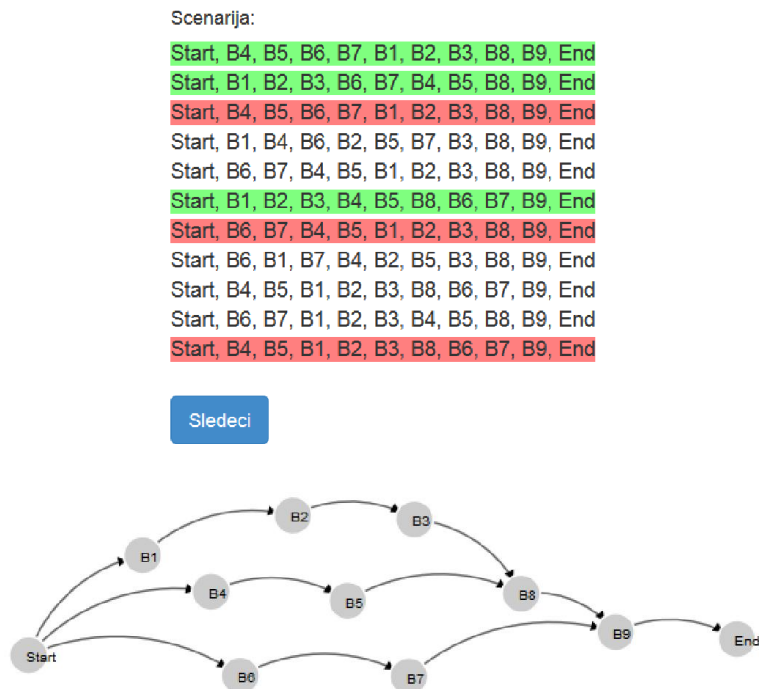 Scenarija:
Start, B4, B5, B6, B7, B1, B2, B3, B8, B9, End
Start, B1, B2, B3, B6, B7, B4, B5, B8, B9, End
Start, B4, B5, B6, B7, B1, B2, B3, B8, B9, End
Start, B1, B4, B6, B2, B5, B7, B3, B8, B9, End
Start, B6, B7, B4, B5, B1, B2, B3, B8, B9, End
Start, B1, B2, B3, B4, B5, B8, B6, B7, B9, End
Start, B6, B7, B4, B5, B1, B2, B3, B8, B9, End
Start, B6, B1, B7, B4, B2, B5, B3, B8, B9, End
Start, B4, B5, B1, B2, B3, B8, B6, B7, B9, End
Start, B6, B7, B1, B2, B3, B4, B5, B8, B9, End
Start, B4, B5, B1, B2, B3, B8, B6, B7, B9, End
Sledeci
B2
B3
B1
B4
B5
B8
B9
End
Start
B6
B7